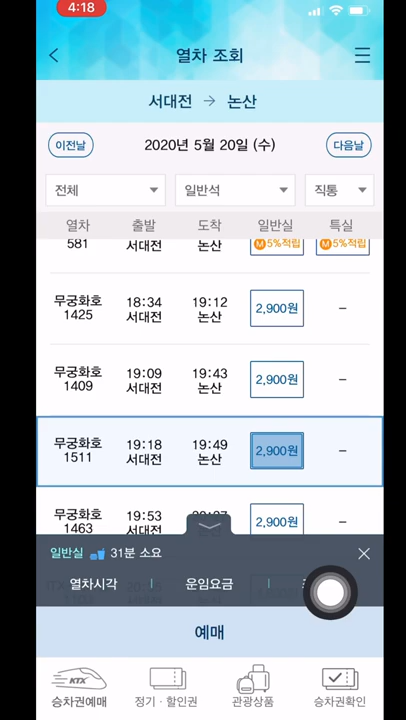 4:18
열차 조회
서대전 → 논산
이전날
2020년 5월 20일 (수)
다음날
전체
일반석
직통
열차 출발 도착 일반실 특실
581 서대전 논산 M5%적립 M5%적립
무궁화호
1425
18:34
서대전
19:12
논산
2,900원
–
무궁화호
1409
19:09
서대전
19:43
논산
2,900원
–
무궁화호
1511
19:18
서대전
19:49
논산
2,900원
–
무궁화호
1463
19:53
서대전
논산
2,900원
–
일반실 31분 소요
열차시각 운임요금
예매
KTX
승차권예매 정기·할인권 관광상품 승차권확인